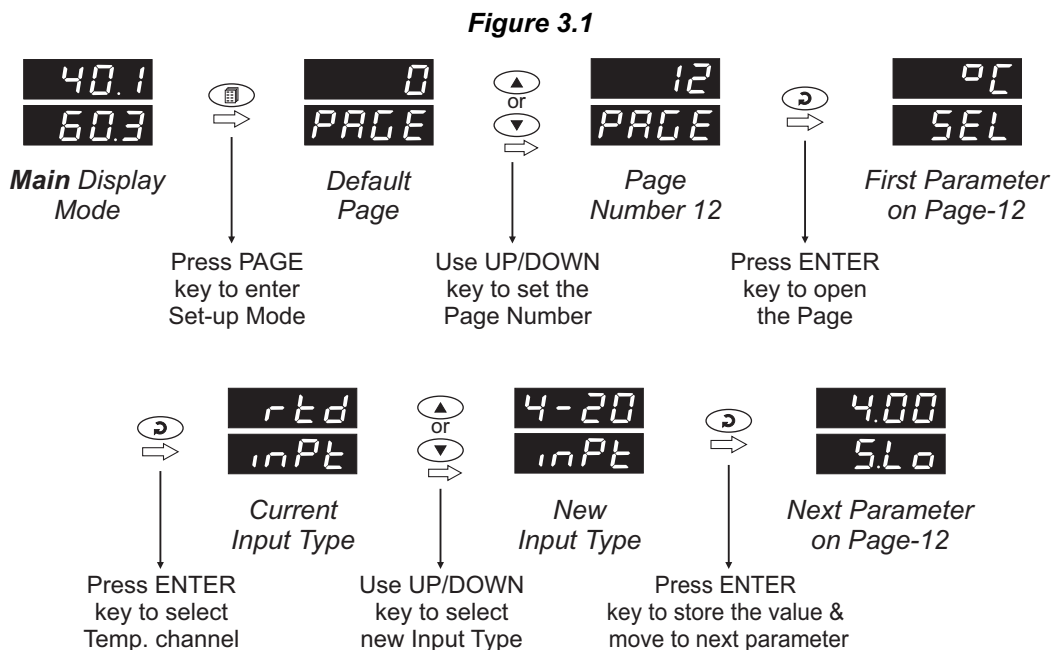 Figure 3.1
40.1
60.3
0
PAGE
or
12
PAGE
°C
SEL
Main Display
Mode
Default
Page
Page
Number 12
First Parameter
on Page-12
Press PAGE
key to enter
Set-up Mode
Use UP/DOWN
key to set the
Page Number
Press ENTER
key to open
the Page
rtd
inPt
or
4-20
inPt
4.00
S.Lo
Current
Input Type
New
Input Type
Next Parameter
on Page-12
Press ENTER
key to select
Temp. channel
Use UP/DOWN
key to select
new Input Type
Press ENTER
key to store the value &
move to next parameter